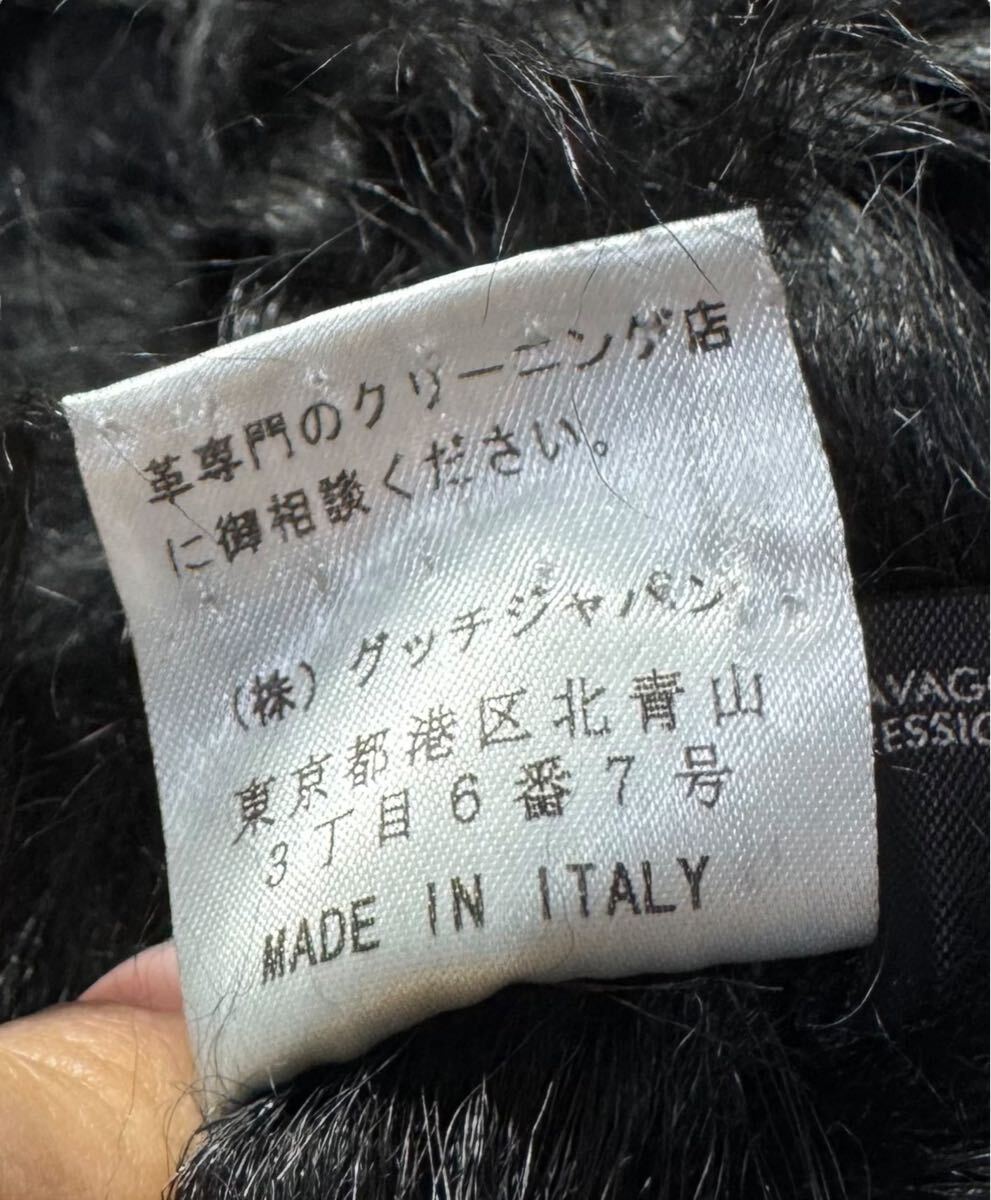 革専門のクリーニング店
に御相談ください。
(株)グッチジャパン
東京都港区北青山
3丁目6番7号
MADE IN ITALY
AVAG
ESSIO